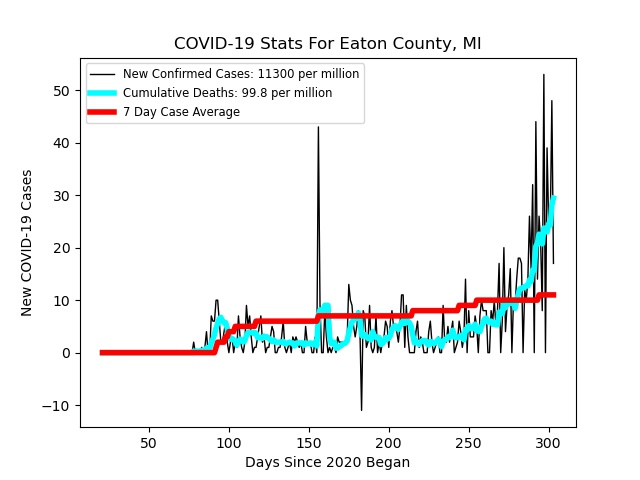 COVID-19 Stats For Eaton County, MI
New Confirmed Cases: 11300 per million
Cumulative Deaths: 99.8 per million
7 Day Case Average
New COVID-19 Cases
50
40
30
20
10
0
−10
50 100 150 200 250 300
Days Since 2020 Began